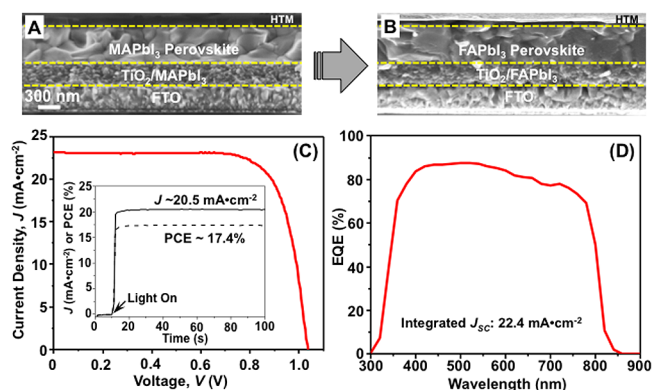 A
HTM
MAPbI3 Perovskite
TiO2/MAPbI3
300 nm
FTO
B
HTM
FAPbI3 Perovskite
TiO2/FAPbI3
FTO
(C)
Current Density, J (mA•cm-2)
25
20
15
10
5
0
0
0.2
0.4
0.6
0.8
1.0
Voltage, V (V)
J (mA•cm-2) or PCE (%)
25
20
15
10
5
0
J ~20.5 mA•cm-2
PCE ~ 17.4%
Light On
0 20 40 60 80 100
Time (s)
(D)
EQE (%)
100
80
60
40
20
0
Integrated JSC: 22.4 mA•cm-2
300 400 500 600 700 800 900
Wavelength (nm)